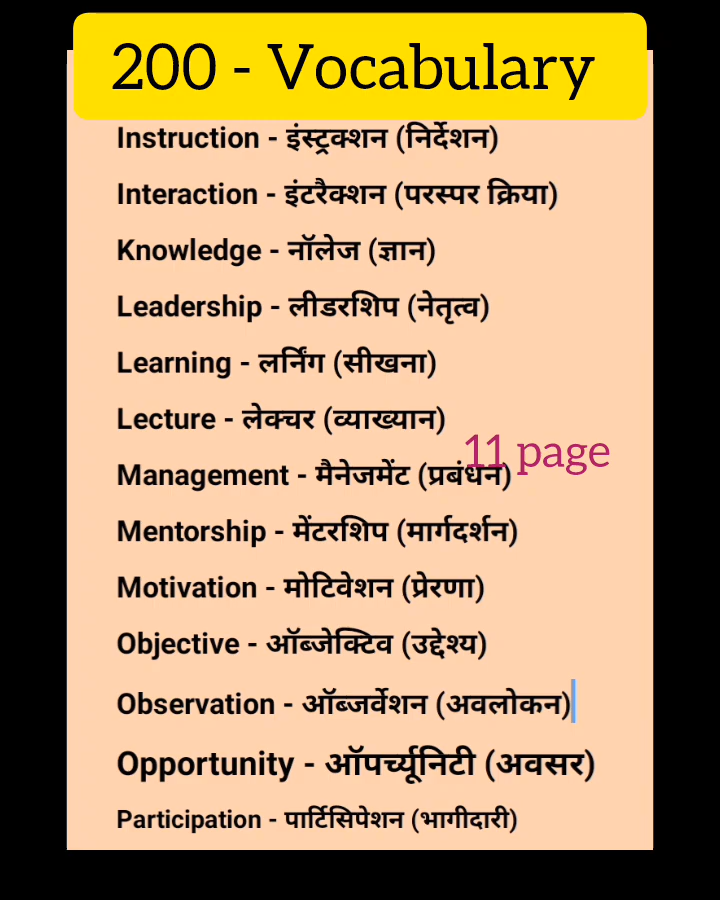 200 - Vocabulary
Instruction - इंस्ट्रक्शन (निर्देशन)
Interaction - इंटरैक्शन (परस्पर क्रिया)
Knowledge - नॉलेज (ज्ञान)
Leadership - लीडरशिप (नेतृत्व)
Learning - लर्निंग (सीखना)
Lecture - लेक्चर (व्याख्यान)
11 page
Management - मैनेजमेंट (प्रबंधन)
Mentorship - मेंटरशिप (मार्गदर्शन)
Motivation - मोटिवेशन (प्रेरणा)
Objective - ऑब्जेक्टिव (उद्देश्य)
Observation - ऑब्जर्वेशन (अवलोकन)
Opportunity - ऑपर्च्यूनिटी (अवसर)
Participation - पार्टिसिपेशन (भागीदारी)